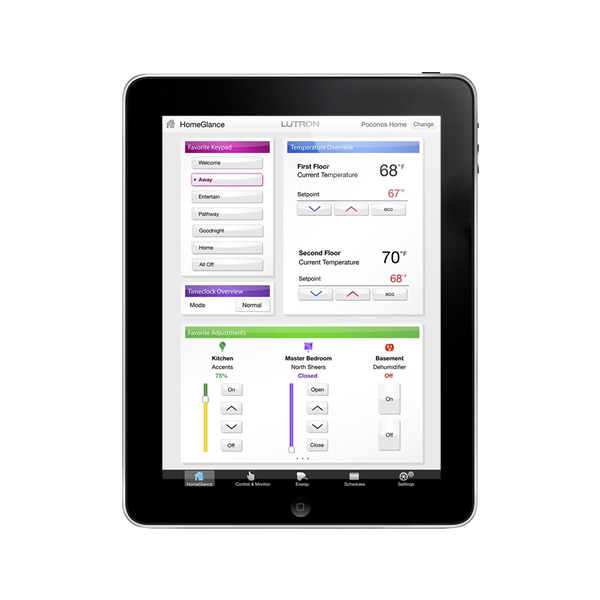 HomeGlance
LUTRON
Poconos Home
Change
Favorite Keypad
Welcome
Away
Entertain
Pathway
Goodnight
Home
All Off
Timeclock Overview
Mode
Normal
Temperature Overview
First Floor
Current Temperature
68°F
Setpoint
67°F
eco
Second Floor
Current Temperature
70°F
Setpoint
68°F
eco
Favorite Adjustments
Kitchen
Accents
75%
On
Off
Master Bedroom
North Sheers
Closed
Open
Close
Basement
Dehumidifier
Off
On
Off
HomeGlance
Control & Monitor
Energy
Schedules
Settings